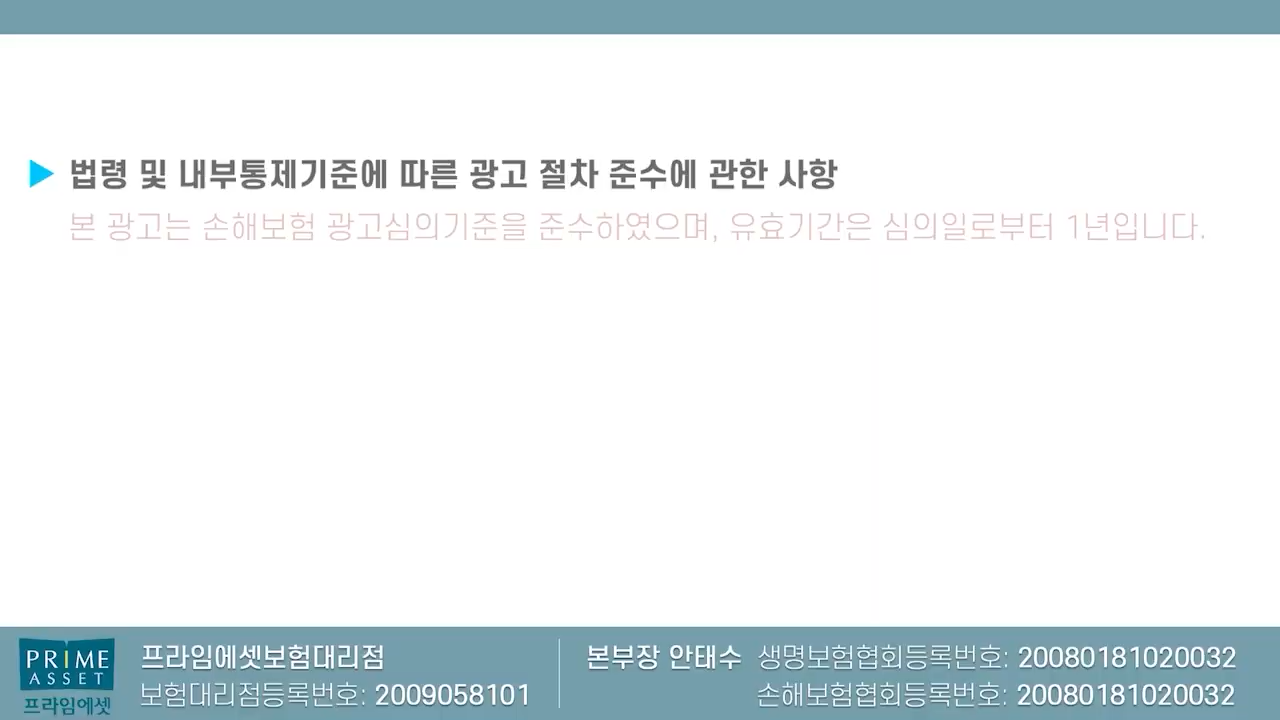 ▶ 법령 및 내부통제기준에 따른 광고 절차 준수에 관한 사항
본 광고는 손해보험 광고심의기준을 준수하였으며, 유효기간은 심의일로부터 1년입니다.
PRIME
ASSET
프라임에셋
프라임에셋보험대리점
보험대리점등록번호: 2009058101
본부장 안태수 생명보험협회등록번호: 20080181020032
손해보험협회등록번호: 20080181020032